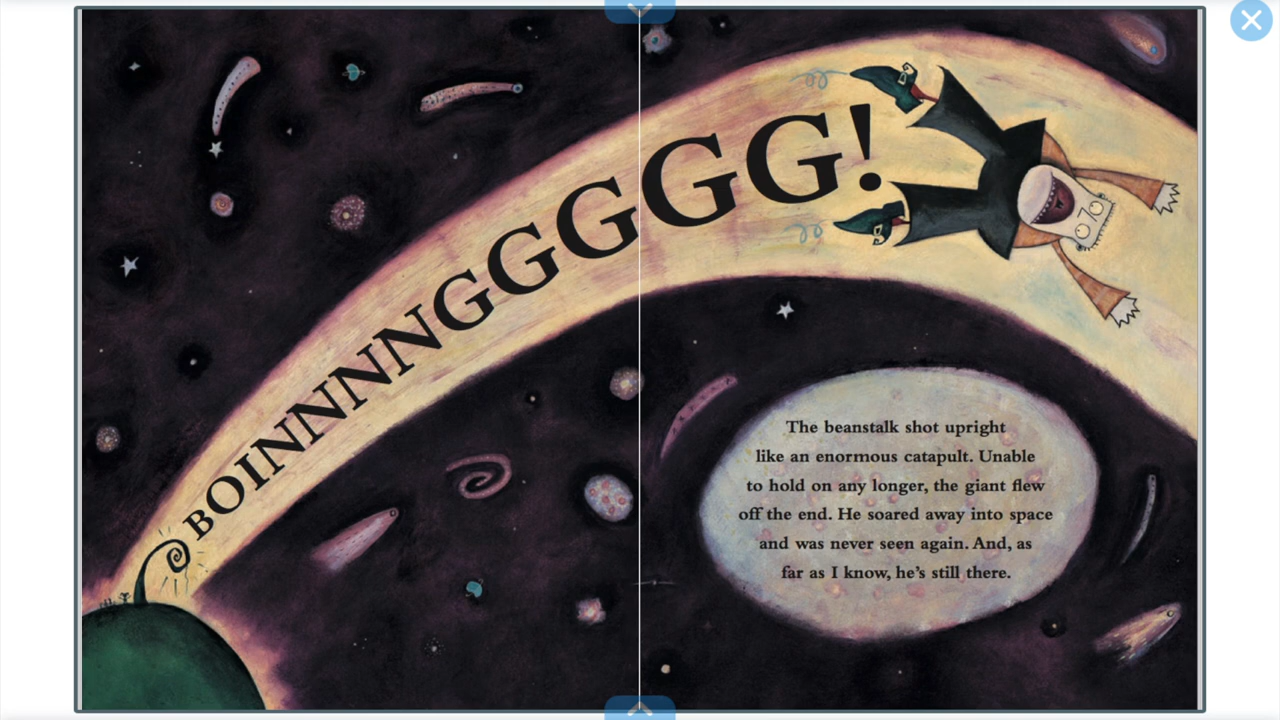 BOINNNNGGGGG!
The beanstalk shot upright
like an enormous catapult. Unable
to hold on any longer, the giant flew
off the end. He soared away into space
and was never seen again. And, as
far as I know, he's still there.